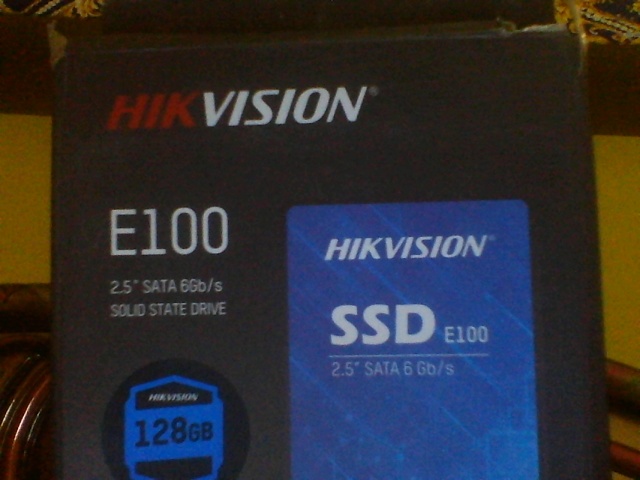 HIKVISION®
E100
2.5" SATA 6Gb/s
SOLID STATE DRIVE
HIKVISION
128GB
HIKVISION®
SSD E100
2.5" SATA 6 Gb/s